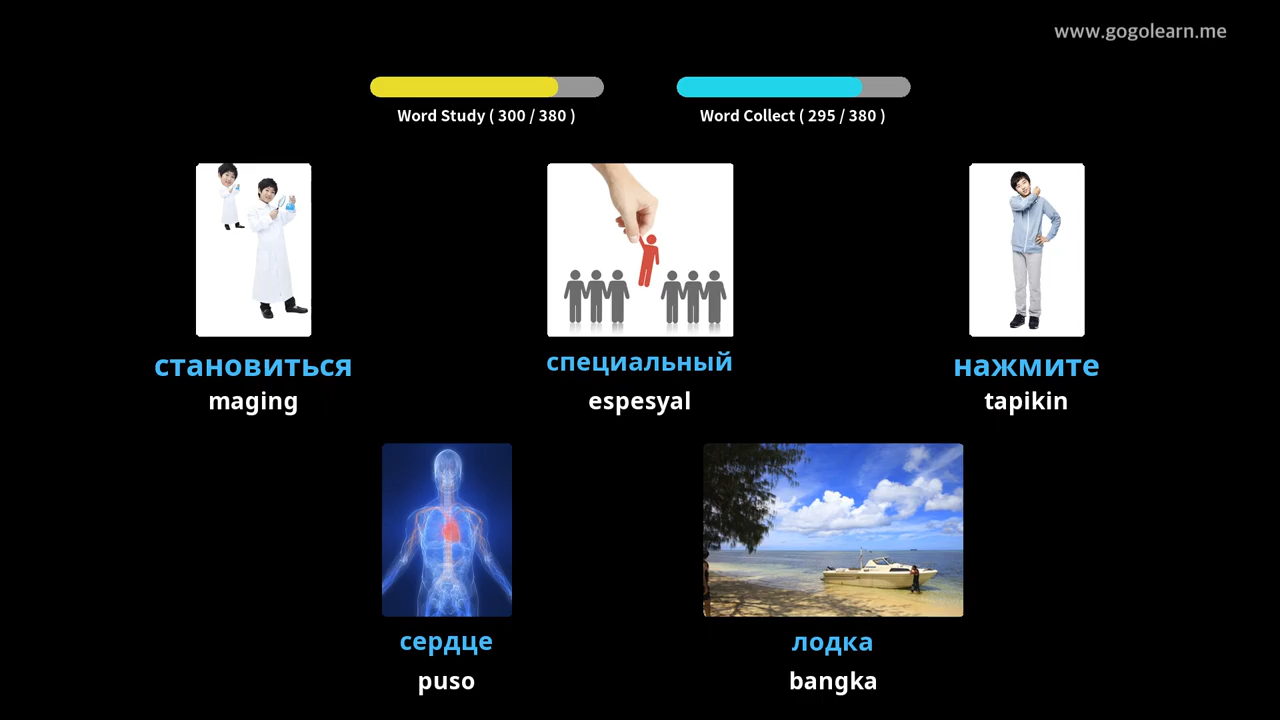 www.gogolearn.me
Word Study ( 300 / 380 )
Word Collect ( 295 / 380 )
становиться
maging
специальный
espesyal
нажмите
tapikin
сердце
puso
лодка
bangka